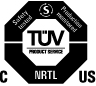 Safety tested
S
Production monitored
TÜV
PRODUCT SERVICE
C
NRTL
US